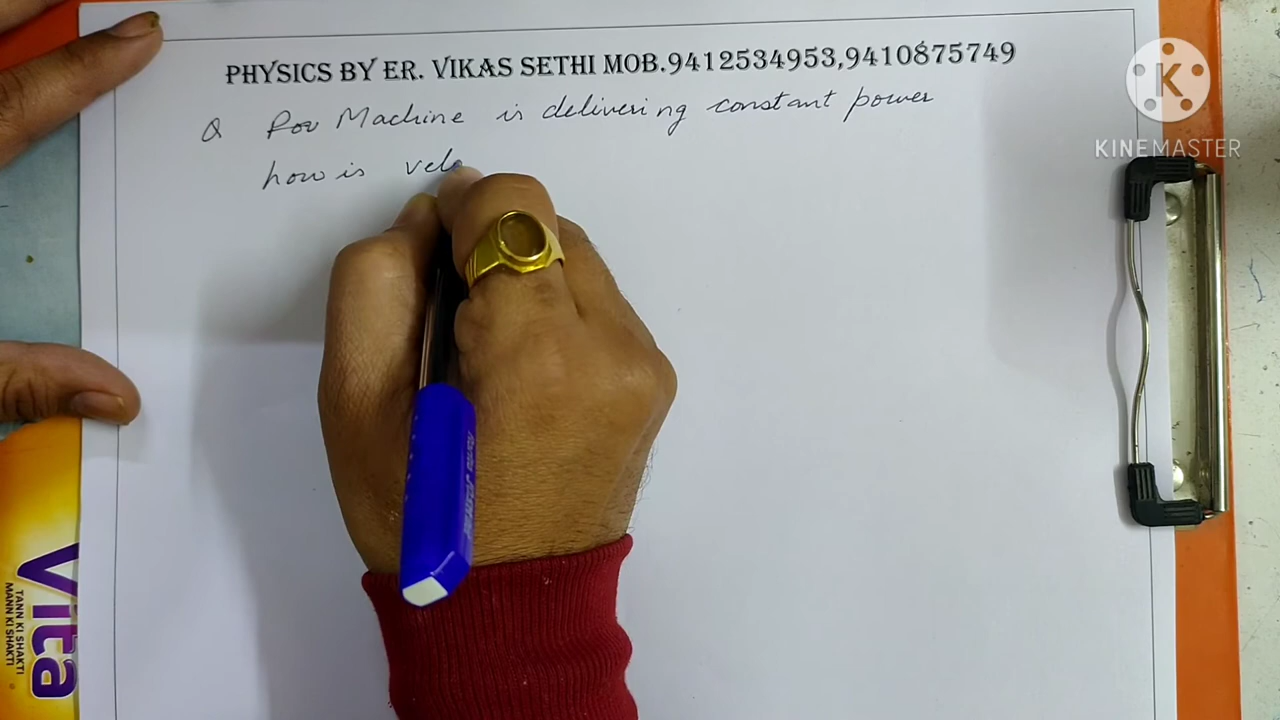 PHYSICS BY ER. VIKAS SETHI MOB.9412534953,9410875749
Q For Machine is delivering constant power
how is velo
K
KINEMASTER
Vita
TANN KI SHAKTI
MANN KI SHAKTI